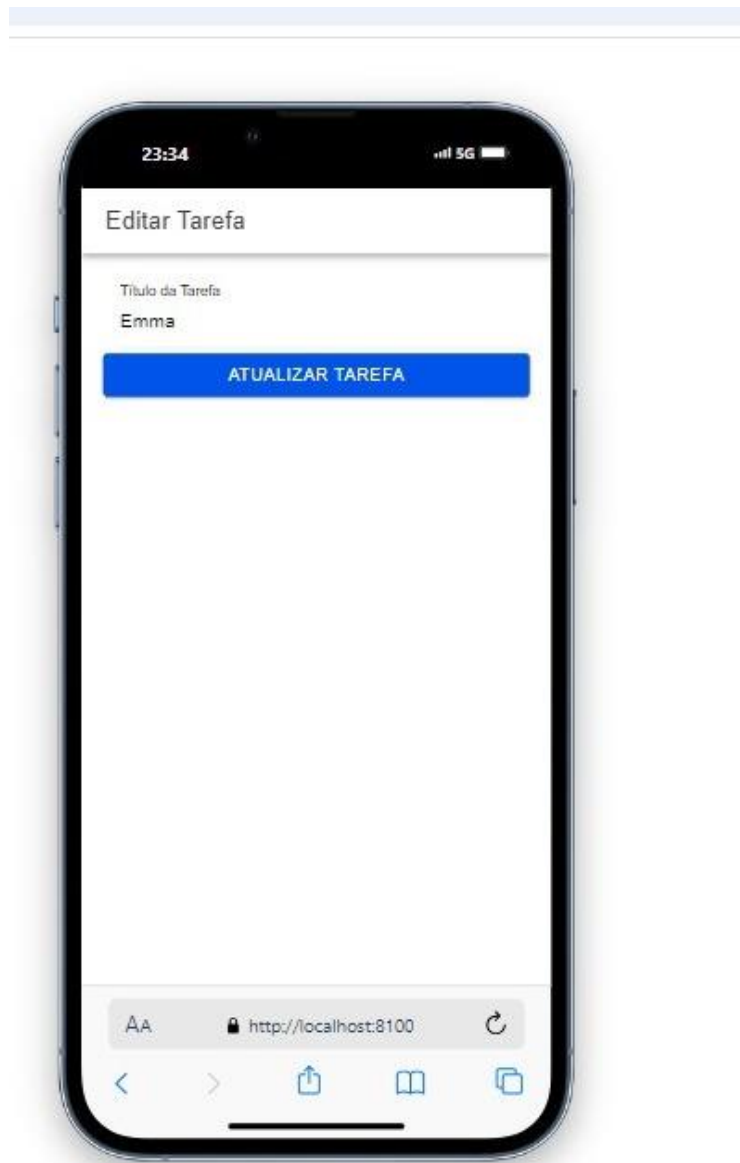 23:34
5G
Editar Tarefa
Título da Tarefa
Emma
ATUALIZAR TAREFA
AA
http://localhost:8100